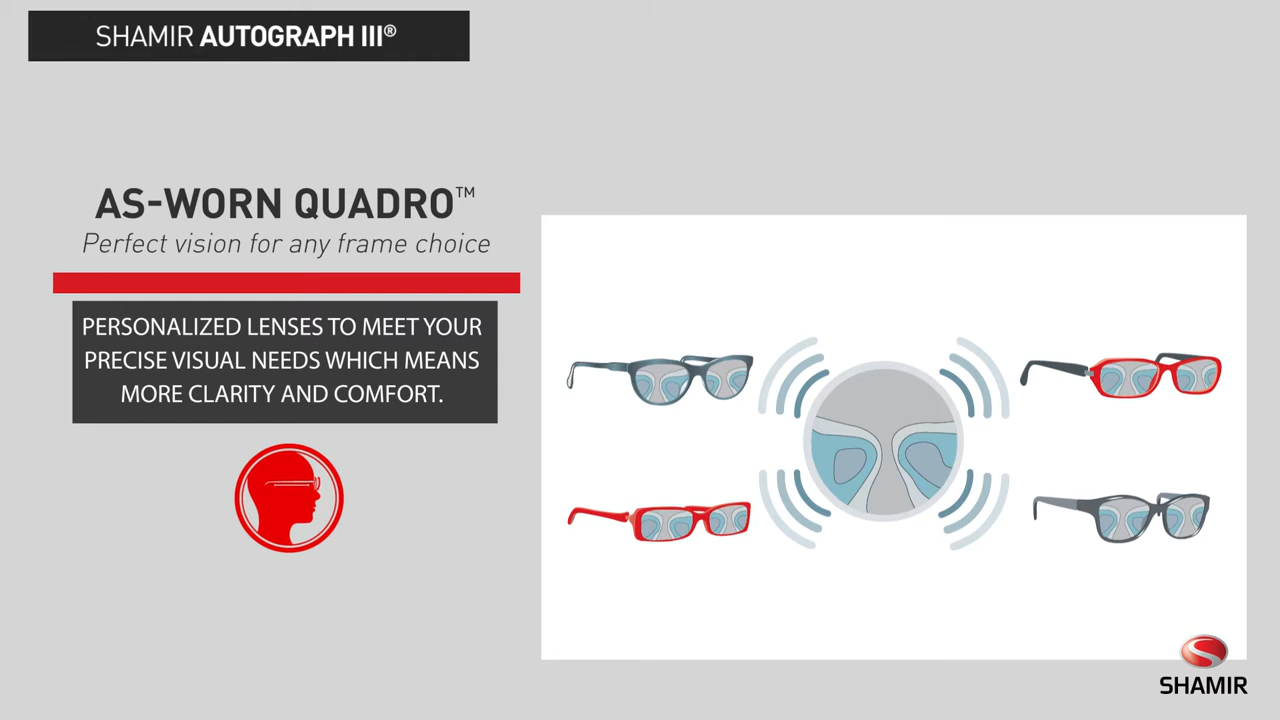 SHAMIR AUTOGRAPH III®
AS-WORN QUADRO™
Perfect vision for any frame choice
PERSONALIZED LENSES TO MEET YOUR
PRECISE VISUAL NEEDS WHICH MEANS
MORE CLARITY AND COMFORT.
SHAMIR